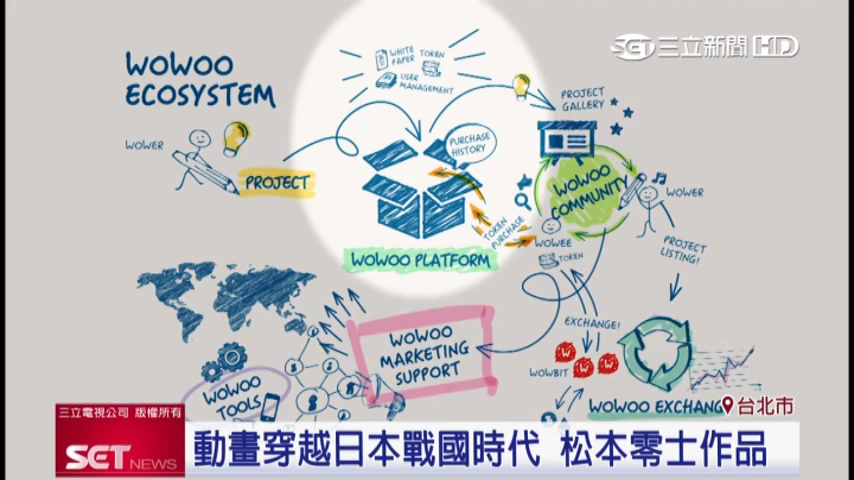 SET 三立新聞 HD
WOWOO
ECOSYSTEM
WHITE
PAPER
TOKEN
USER
MANAGEMENT
PROJECT
GALLERY
WOWER
PROJECT
PURCHASE
HISTORY
WOWOO
COMMUNITY
WOWER
TOKEN
PURCHASE
WOWEE
TOKEN
PROJECT
LISTING!
WOWOO PLATFORM
EXCHANGE!
WOWOO
MARKETING
SUPPORT
WOWBIT
WOWOO
TOOLS
WOWOO EXCHANG
台北市
三立電視公司 版權所有
SET NEWS
動畫穿越日本戰國時代 松本零士作品